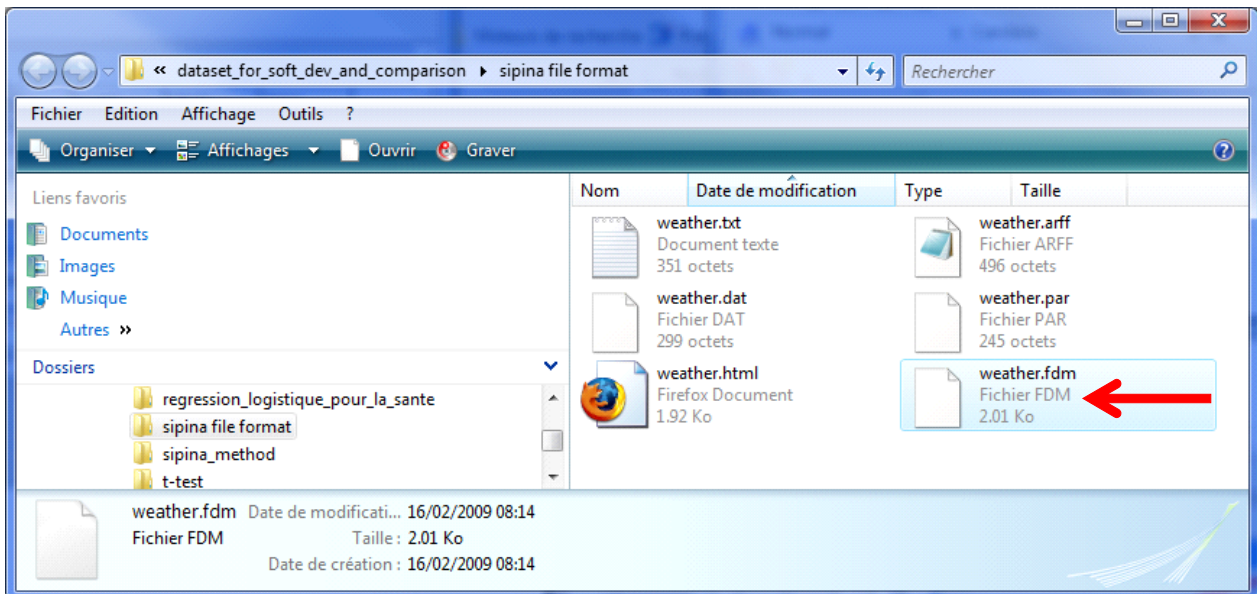 « dataset_for_soft_dev_and_comparison sipina file format Rechercher
Fichier Edition Affichage Outils ?
Organiser Affichages Ouvrir Graver
Liens favoris
Documents
Images
Musique
Autres »
Dossiers
regression_logistique_pour_la_sante
sipina file format
sipina_method
t-test
Nom Date de modification Type Taille
weather.txt
Document texte
351 octets
weather.arff
Fichier ARFF
496 octets
weather.dat
Fichier DAT
299 octets
weather.par
Fichier PAR
245 octets
weather.html
Firefox Document
1.92 Ko
weather.fdm
Fichier FDM
2.01 Ko
weather.fdm Date de modificati... 16/02/2009 08:14
Fichier FDM Taille : 2.01 Ko
Date de création : 16/02/2009 08:14